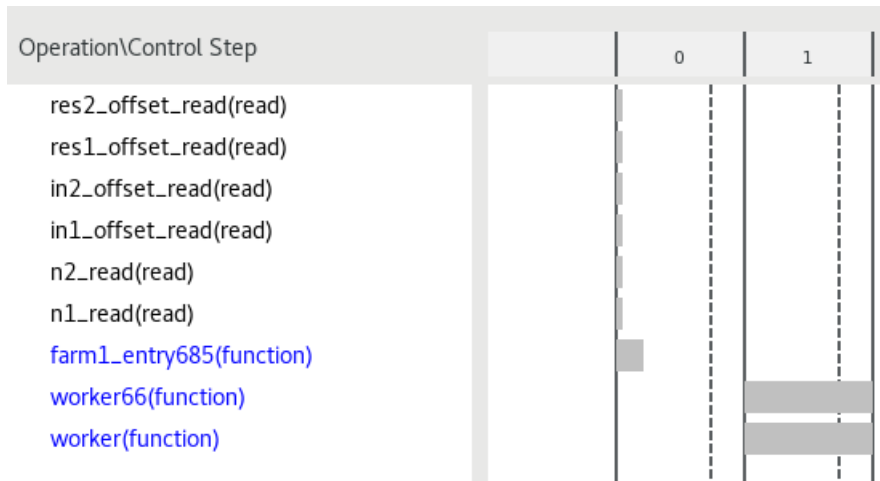 Operation\Control Step
0
1
res2_offset_read(read)
res1_offset_read(read)
in2_offset_read(read)
in1_offset_read(read)
n2_read(read)
n1_read(read)
farm1_entry685(function)
worker66(function)
worker(function)